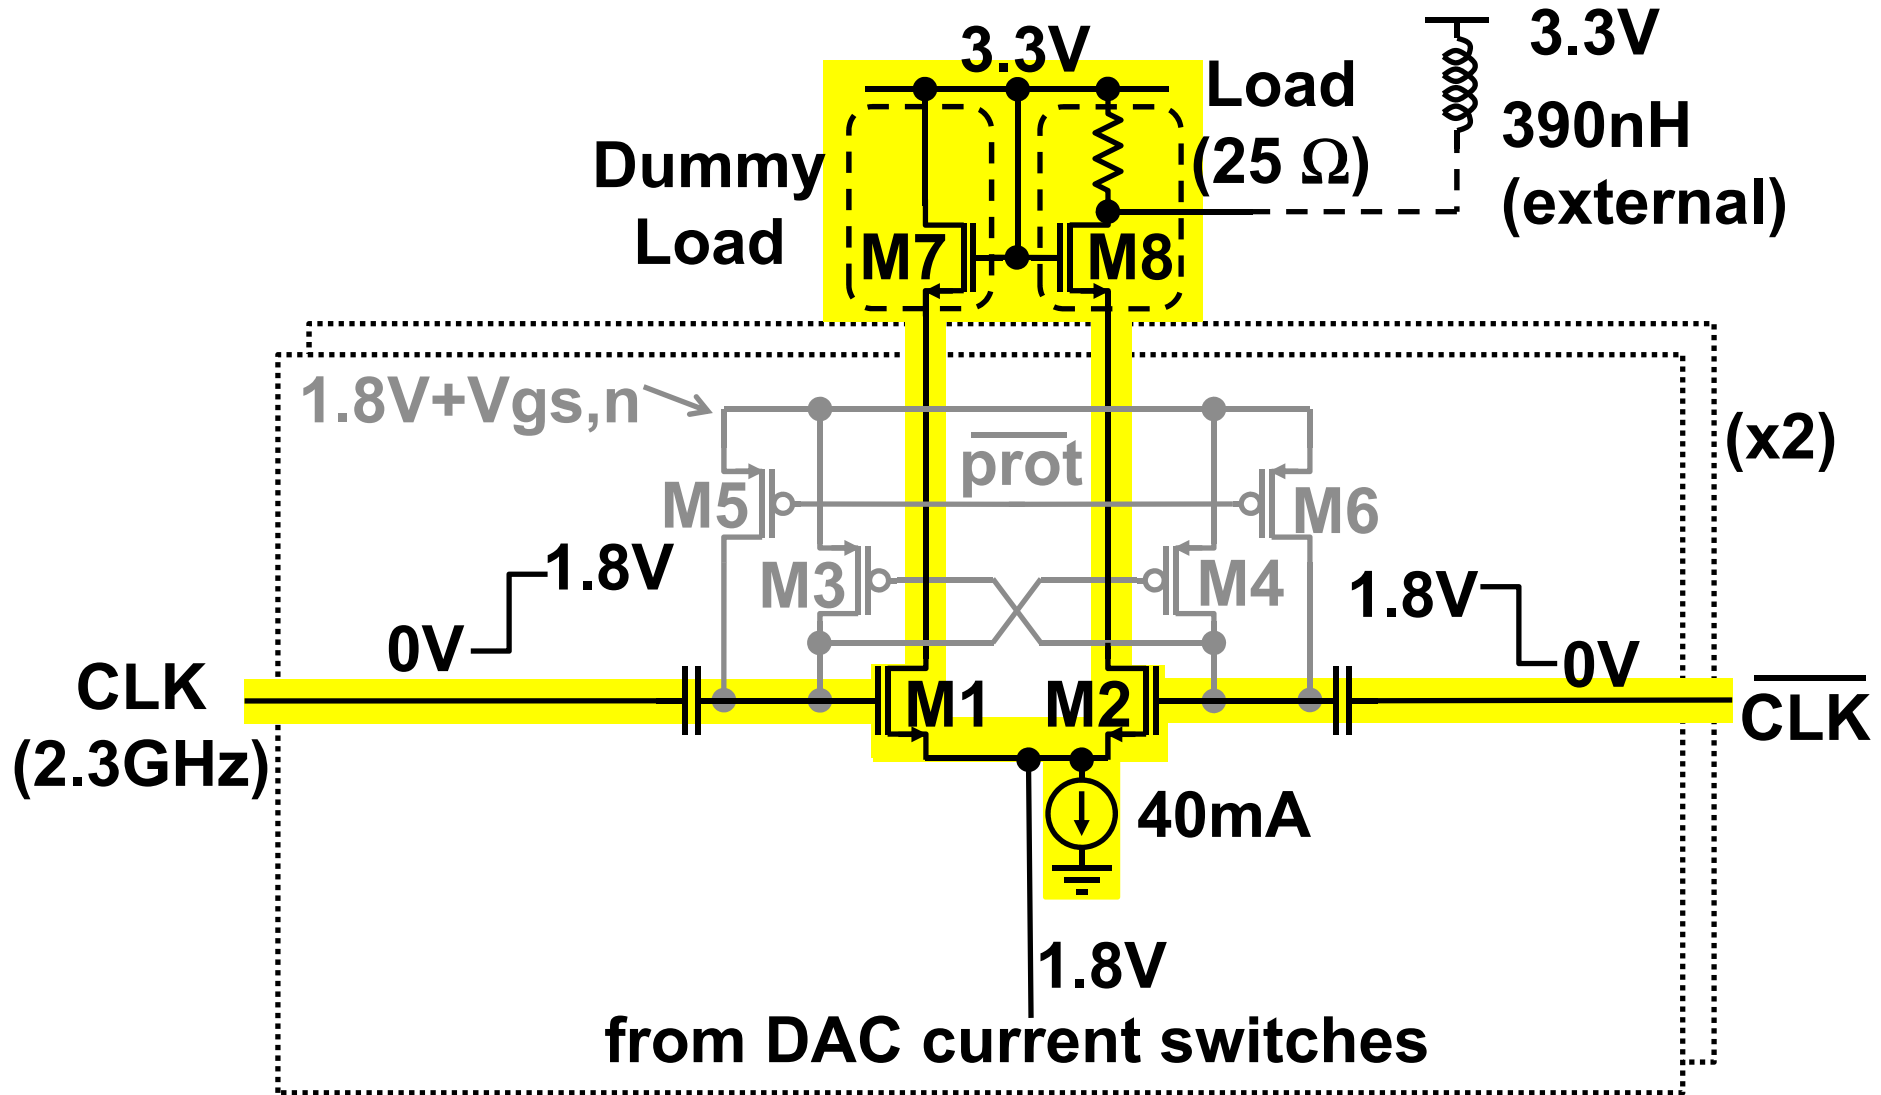 3.3V
3.3V
Load
(25 Ω)
390nH
(external)
Dummy
Load
M7
M8
1.8V+Vgs,n
prot
(x2)
M5
M6
1.8V
M3
M4
1.8V
0V
0V
CLK
(2.3GHz)
M1
M2
CLK
40mA
1.8V
from DAC current switches